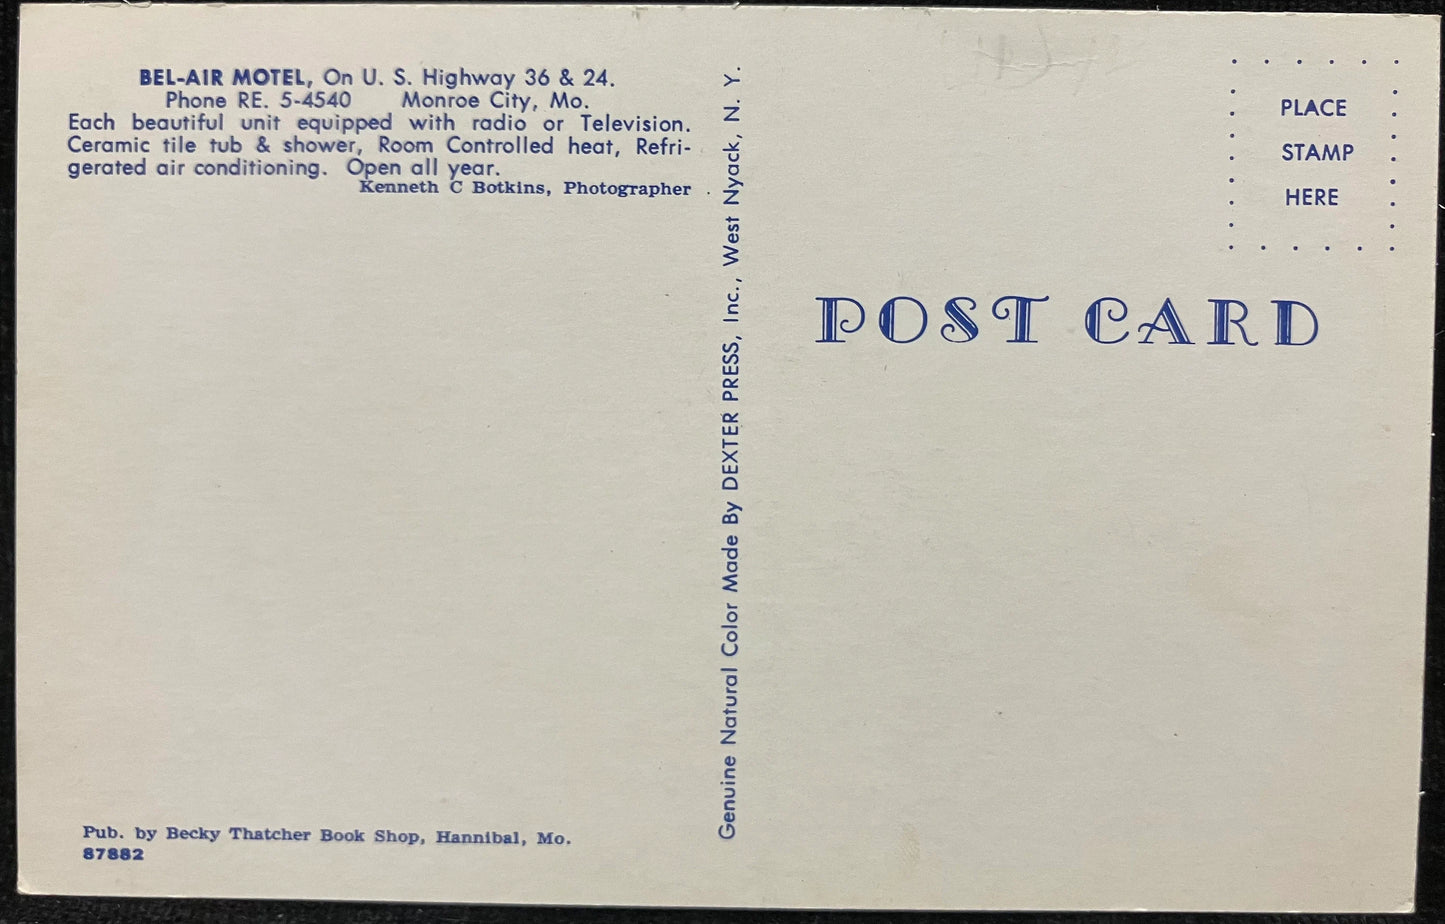 BEL-AIR MOTEL, On U. S. Highway 36 & 24.
Phone RE. 5-4540 Monroe City, Mo.
Each beautiful unit equipped with radio or Television.
Ceramic tile tub & shower, Room Controlled heat, Refri-
gerated air conditioning. Open all year.
Kenneth C Botkins, Photographer
Pub. by Becky Thatcher Book Shop, Hannibal, Mo.
87882
Genuine Natural Color Made By DEXTER PRESS, Inc., West Nyack, N. Y.
PLACE
STAMP
HERE
POST CARD